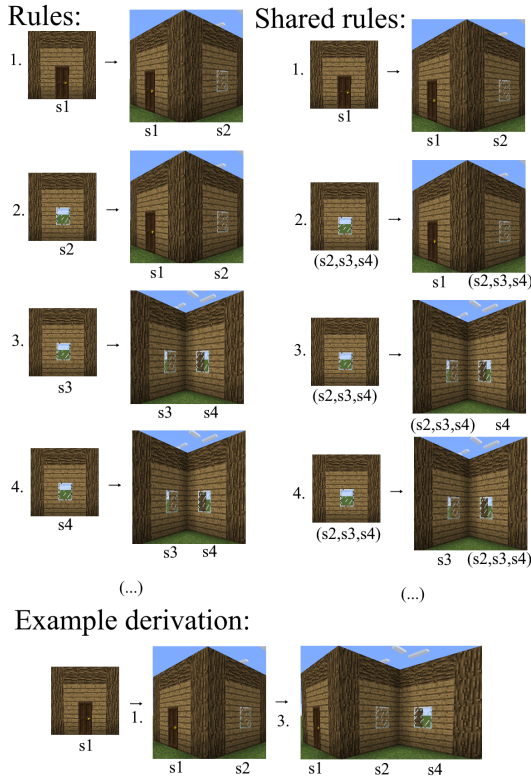 Rules:
1.
→
s1
s1 s2
2.
→
s2
s1 s2
3.
→
s3
s3 s4
4.
→
s4
s3 s4
(...)
Shared rules:
1.
→
s1
s1 s2
2.
→
(s2,s3,s4)
s1 (s2,s3,s4)
3.
→
(s2,s3,s4)
(s2,s3,s4) s4
4.
→
(s2,s3,s4)
s3 (s2,s3,s4)
(...)
Example derivation:
→ →
1. 3.
s1 s1 s2 s1 s2 s4